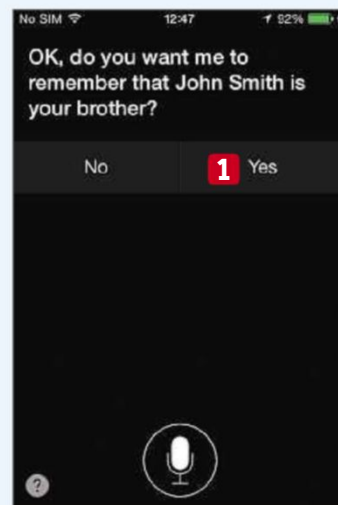 No SIM 12:47 92%
OK, do you want me to
remember that John Smith is
your brother?
No 1 Yes
?